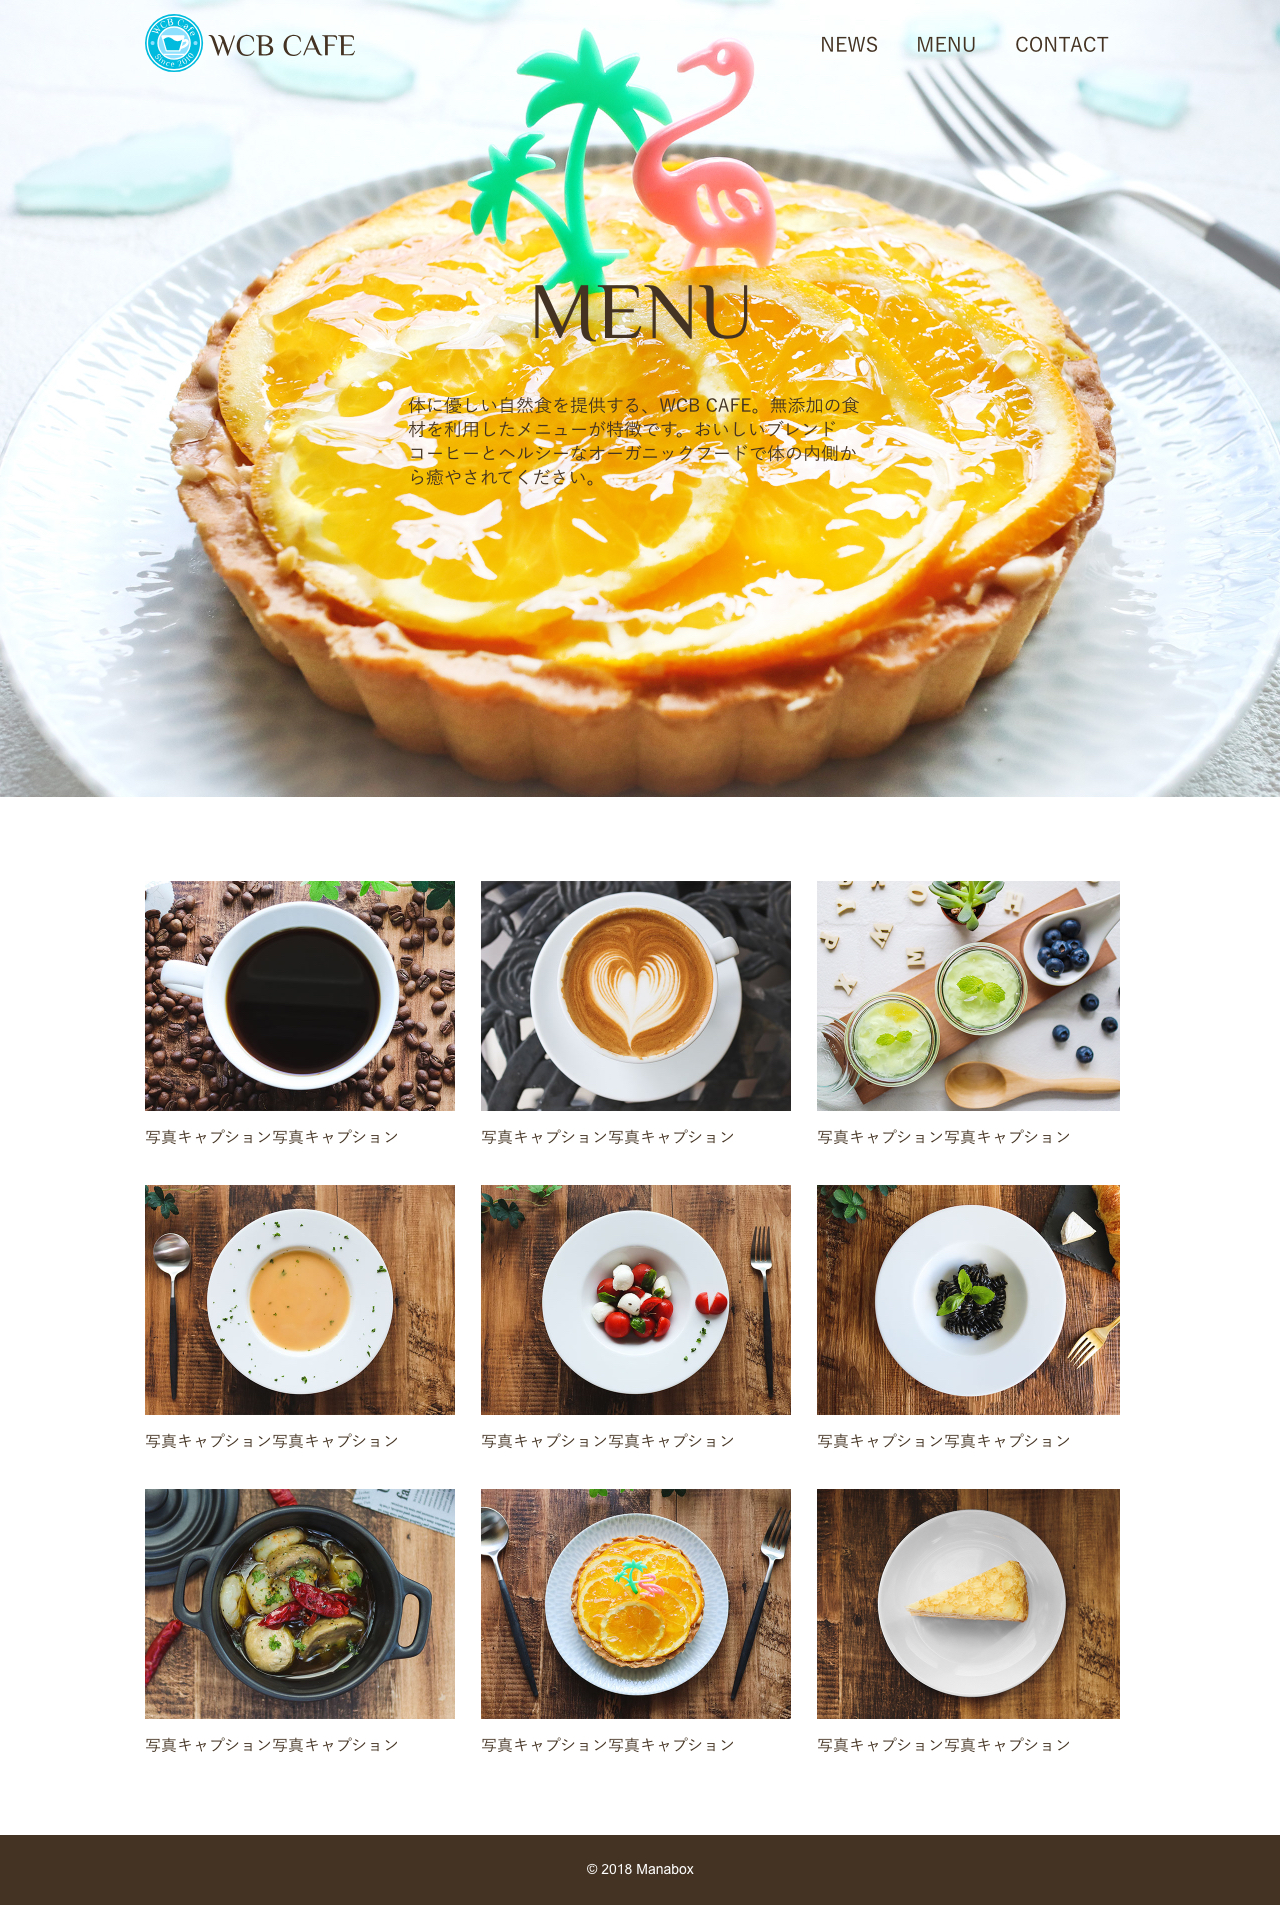 WCB Cafe
Since 2010
WCB CAFE
NEWS
MENU
CONTACT
MENU
体に優しい自然食を提供する、WCB CAFE。無添加の食
材を利用したメニューが特徴です。おいしいブレンド
コーヒーとヘルシーなオーガニックフードで体の内側か
ら癒やされてください。
写真キャプション写真キャプション
写真キャプション写真キャプション
写真キャプション写真キャプション
写真キャプション写真キャプション
写真キャプション写真キャプション
写真キャプション写真キャプション
写真キャプション写真キャプション
写真キャプション写真キャプション
写真キャプション写真キャプション
© 2018 Manabox